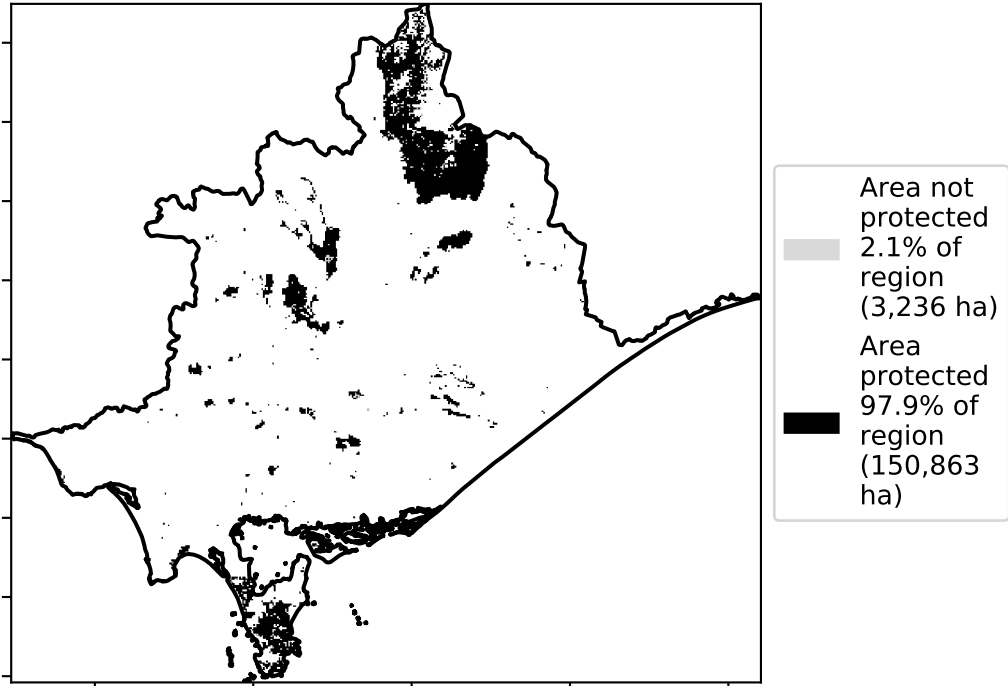 Area not
protected
2.1% of
region
(3,236 ha)
Area
protected
97.9% of
region
(150,863
ha)